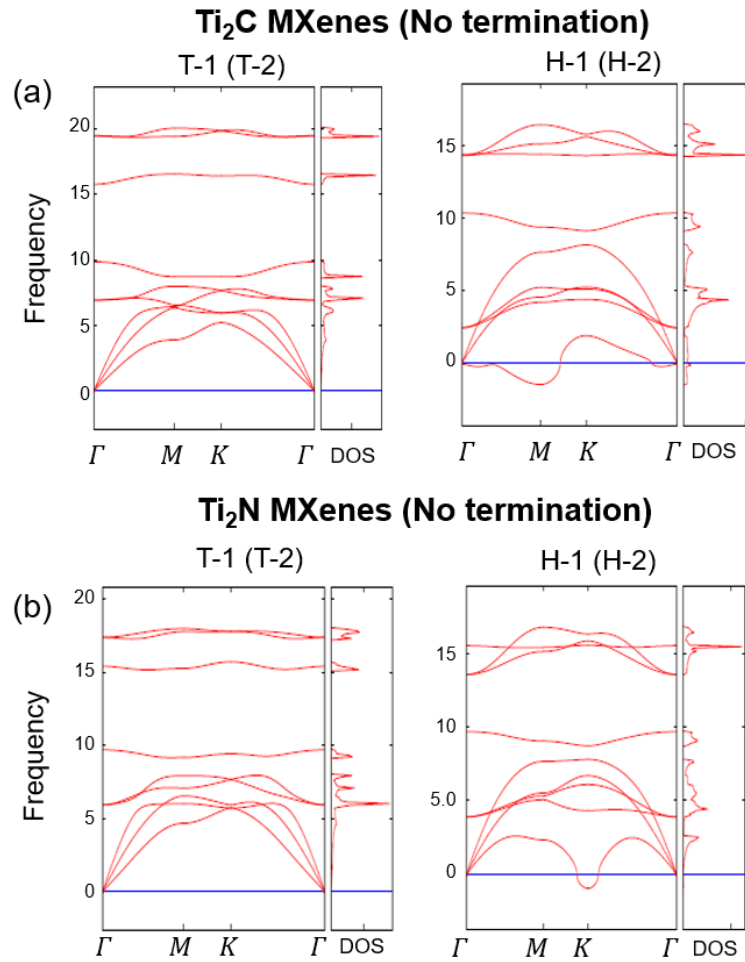 Ti₂C MXenes (No termination)
(a)
T-1 (T-2)
H-1 (H-2)
Frequency
20
15
10
5
0
Γ M K Γ DOS
15
10
5
0
Γ M K Γ DOS
Ti₂N MXenes (No termination)
(b)
T-1 (T-2)
H-1 (H-2)
Frequency
20
15
10
5
0
Γ M K Γ DOS
15
10
5.0
0
Γ M K Γ DOS